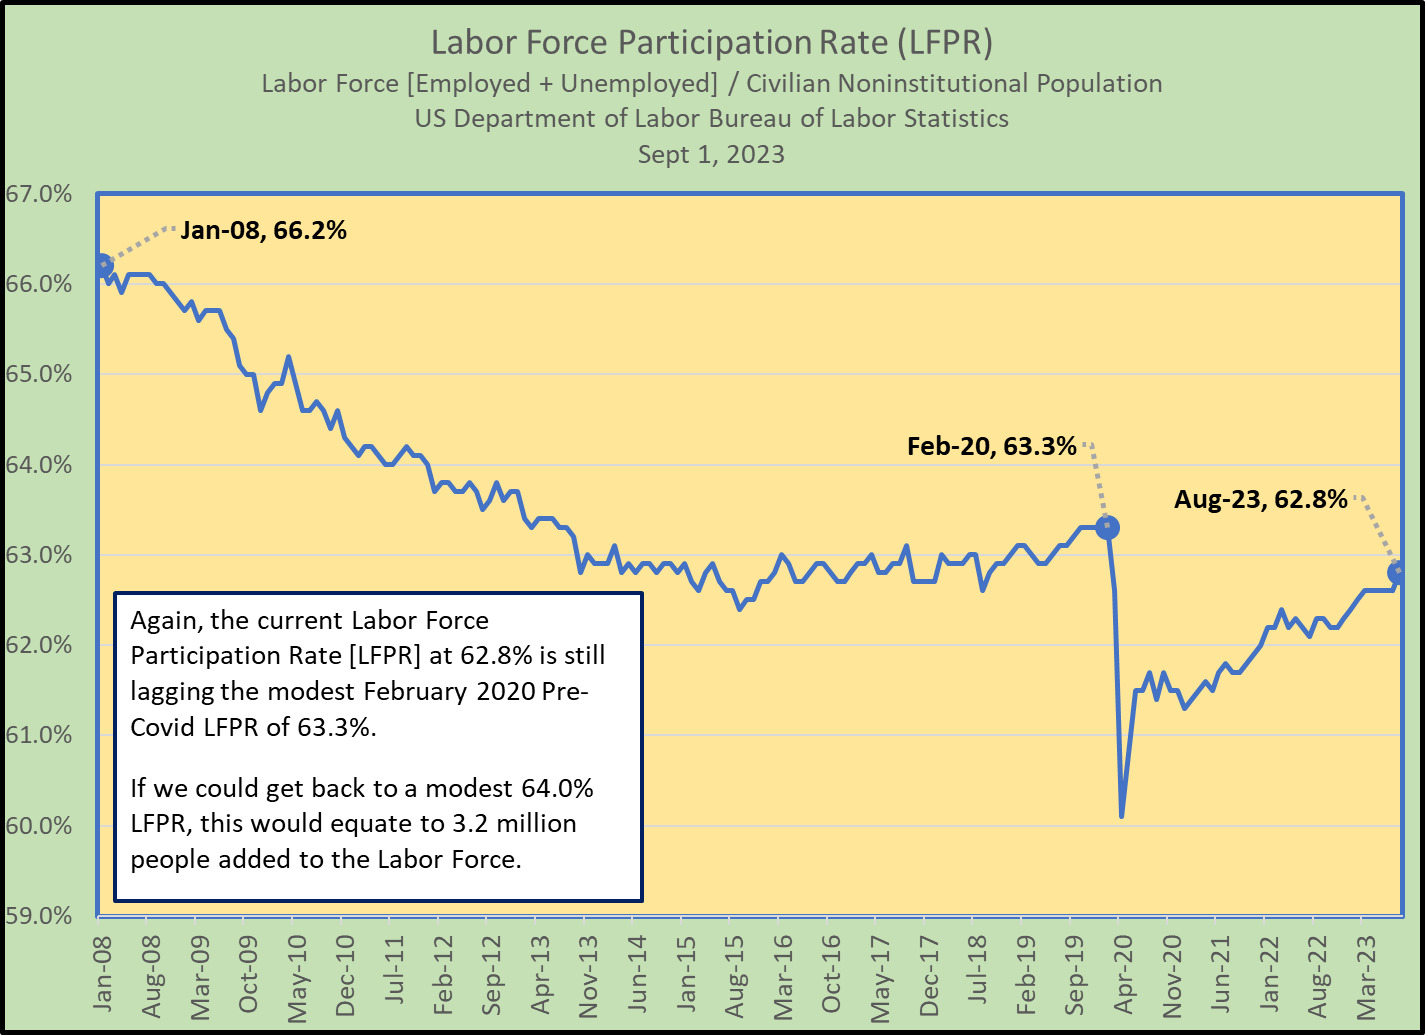 Labor Force Participation Rate (LFPR)
Labor Force [Employed + Unemployed] / Civilian Noninstitutional Population
US Department of Labor Bureau of Labor Statistics
Sept 1, 2023
67.0%
66.0%
65.0%
64.0%
63.0%
62.0%
61.0%
60.0%
59.0%
Jan-08, 66.2%
Feb-20, 63.3%
Aug-23, 62.8%
Again, the current Labor Force
Participation Rate [LFPR] at 62.8% is still
lagging the modest February 2020 Pre-
Covid LFPR of 63.3%.
If we could get back to a modest 64.0%
LFPR, this would equate to 3.2 million
people added to the Labor Force.
Jan-08
Aug-08
Mar-09
Oct-09
May-10
Dec-10
Jul-11
Feb-12
Sep-12
Apr-13
Nov-13
Jun-14
Jan-15
Aug-15
Mar-16
Oct-16
May-17
Dec-17
Jul-18
Feb-19
Sep-19
Apr-20
Nov-20
Jun-21
Jan-22
Aug-22
Mar-23